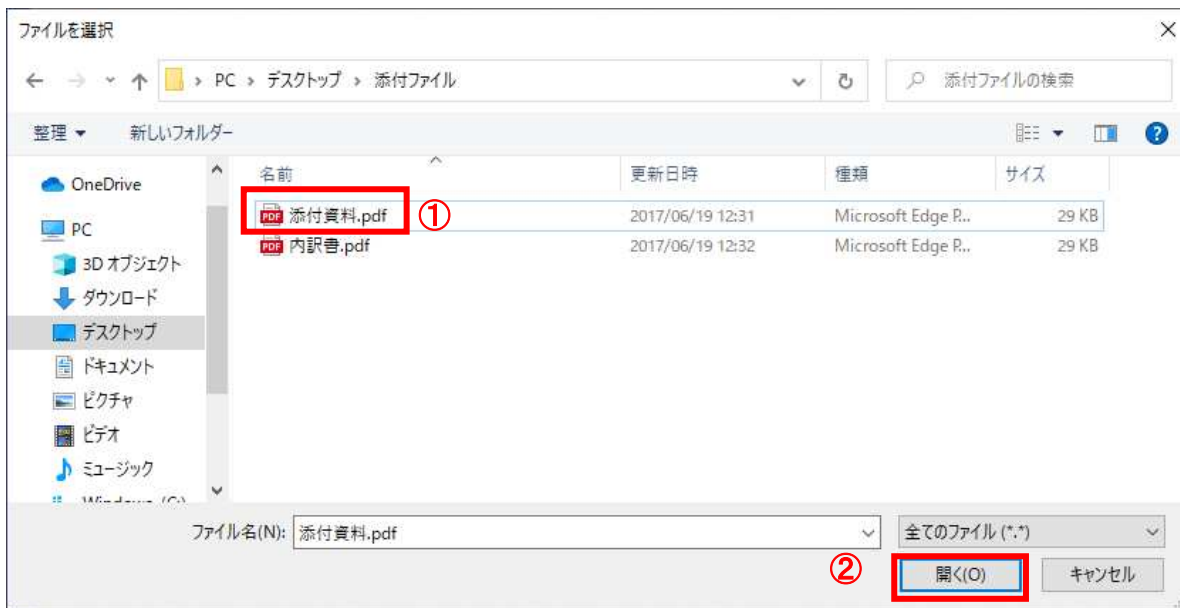 ファイルを選択
PC › デスクトップ › 添付ファイル
添付ファイルの検索
整理
新しいフォルダー
名前 更新日時 種類 サイズ
添付資料.pdf ① 2017/06/19 12:31 Microsoft Edge P... 29 KB
内訳書.pdf 2017/06/19 12:32 Microsoft Edge P... 29 KB
OneDrive
PC
3D オブジェクト
ダウンロード
デスクトップ
ドキュメント
ピクチャ
ビデオ
ミュージック
ファイル名(N): 添付資料.pdf 全てのファイル (*.*)
② 開く(O) キャンセル